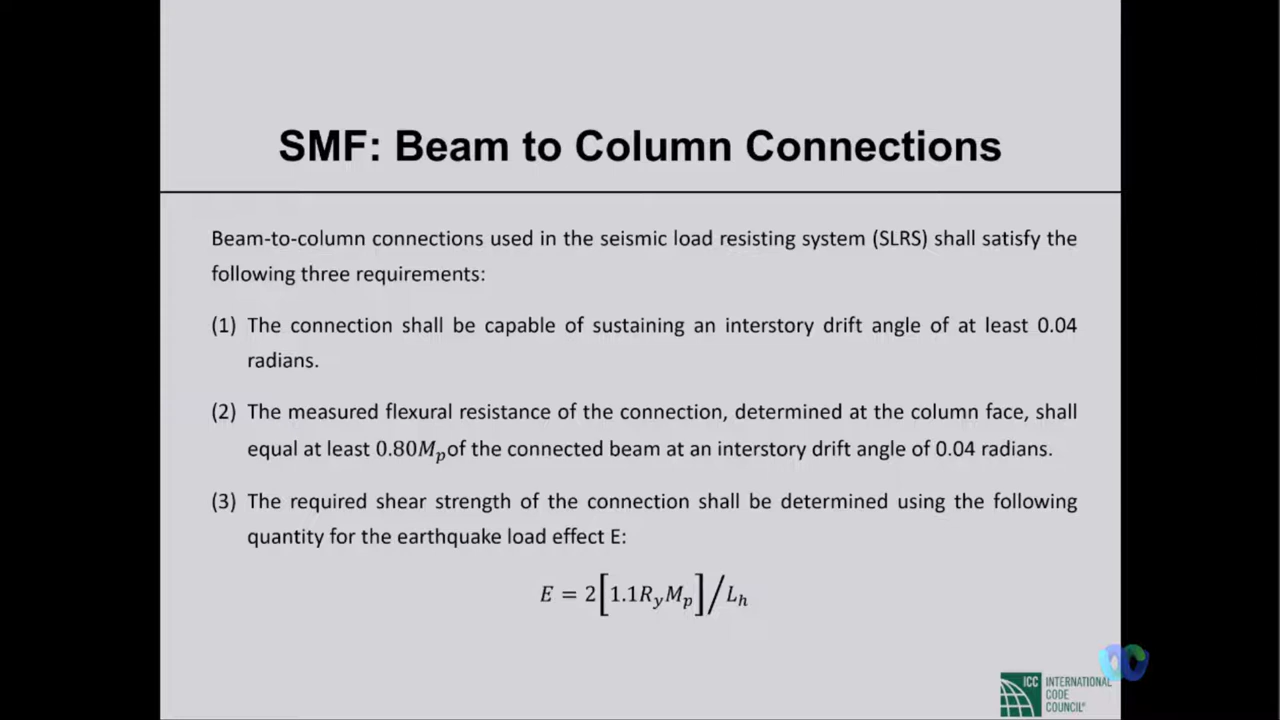 SMF: Beam to Column Connections
Beam-to-column connections used in the seismic load resisting system (SLRS) shall satisfy the
following three requirements:
(1) The connection shall be capable of sustaining an interstory drift angle of at least 0.04
radians.
(2) The measured flexural resistance of the connection, determined at the column face, shall
equal at least 0.80M_p of the connected beam at an interstory drift angle of 0.04 radians.
(3) The required shear strength of the connection shall be determined using the following
quantity for the earthquake load effect E:
E = 2[1.1R_yM_p]/L_h
ICC INTERNATIONAL
CODE
COUNCIL®